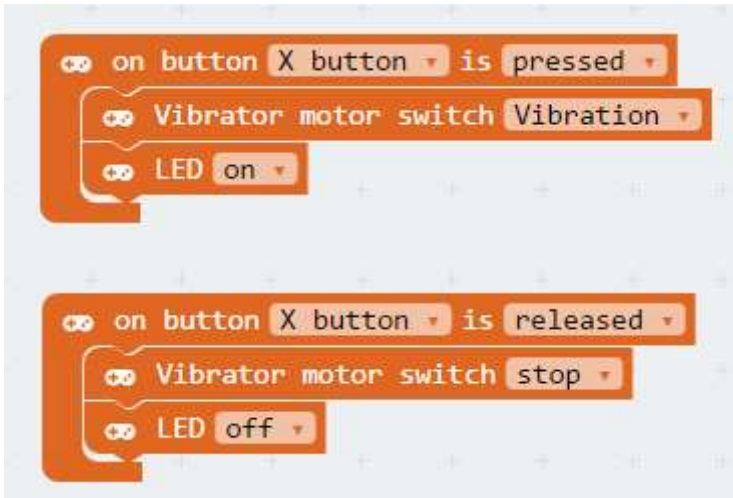 on button X button is pressed
Vibrator motor switch Vibration
LED on
on button X button is released
Vibrator motor switch stop
LED off